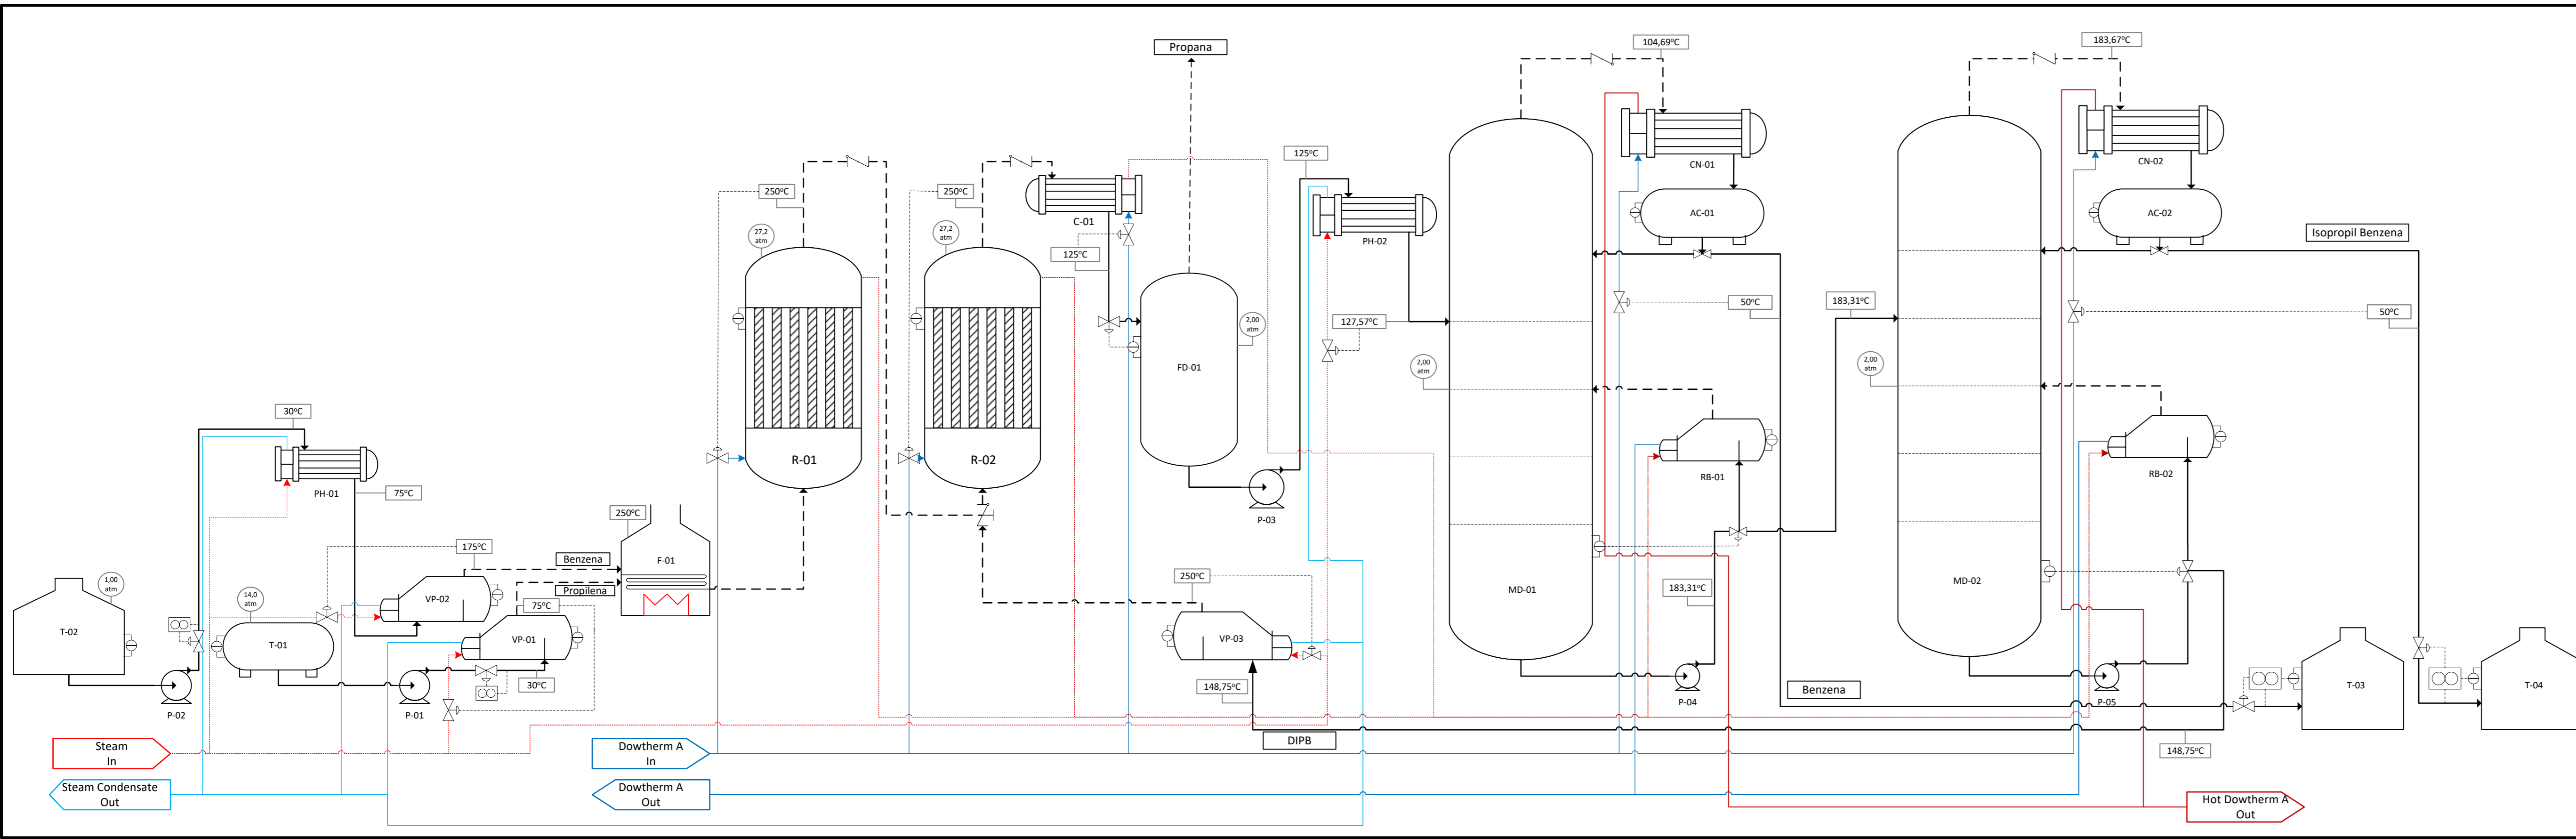 Propana
104,69°C
183,67°C
CN-01
CN-02
125°C
250°C
250°C
C-01
PH-02
AC-01
AC-02
27,2
atm
27,2
atm
Isopropil Benzena
125°C
50°C
183,31°C
50°C
127,57°C
2,00
atm
FD-01
2,00
atm
2,00
atm
30°C
R-01
R-02
RB-01
RB-02
PH-01
75°C
P-03
250°C
175°C
Benzena
F-01
Propilena
250°C
1,00
atm
14,0
atm
VP-02
75°C
183,31°C
MD-01
MD-02
T-02
T-01
VP-01
VP-03
30°C
148,75°C
Benzena
T-03
T-04
P-02
P-01
P-04
P-05
DIPB
148,75°C
Steam
In
Dowtherm A
In
Steam Condensate
Out
Dowtherm A
Out
Hot Dowtherm A
Out